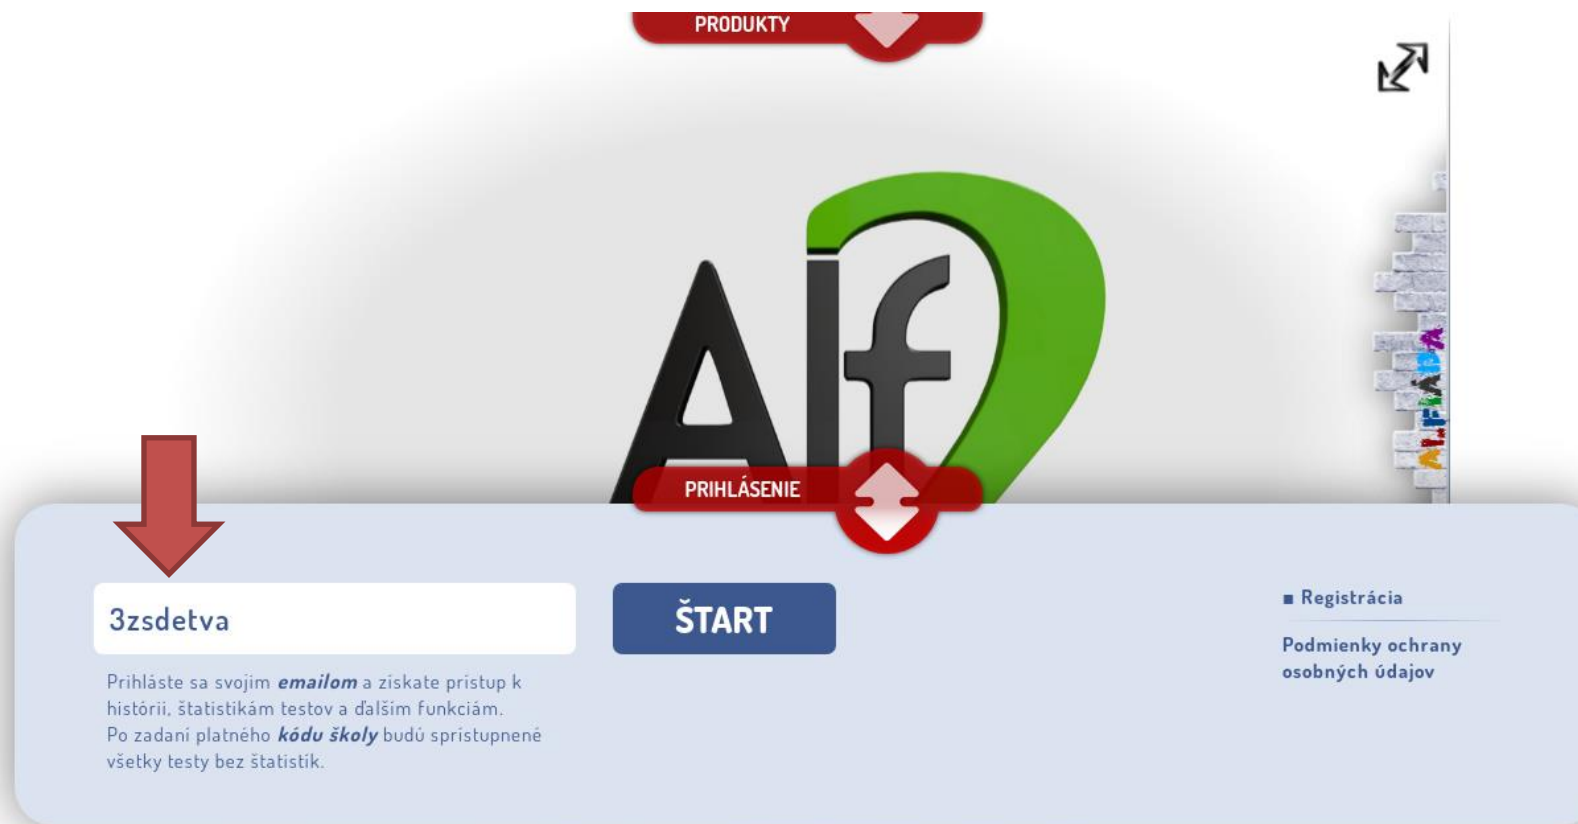 PRODUKTY
Alf
ALFIÁDA
PRIHLÁSENIE
3zsdetva
ŠTART
Prihláste sa svojim emailom a získate prístup k
histórii, štatistikám testov a ďalším funkciám.
Po zadaní platného kódu školy budú sprístupnené
všetky testy bez štatistík.
■ Registrácia
Podmienky ochrany
osobných údajov